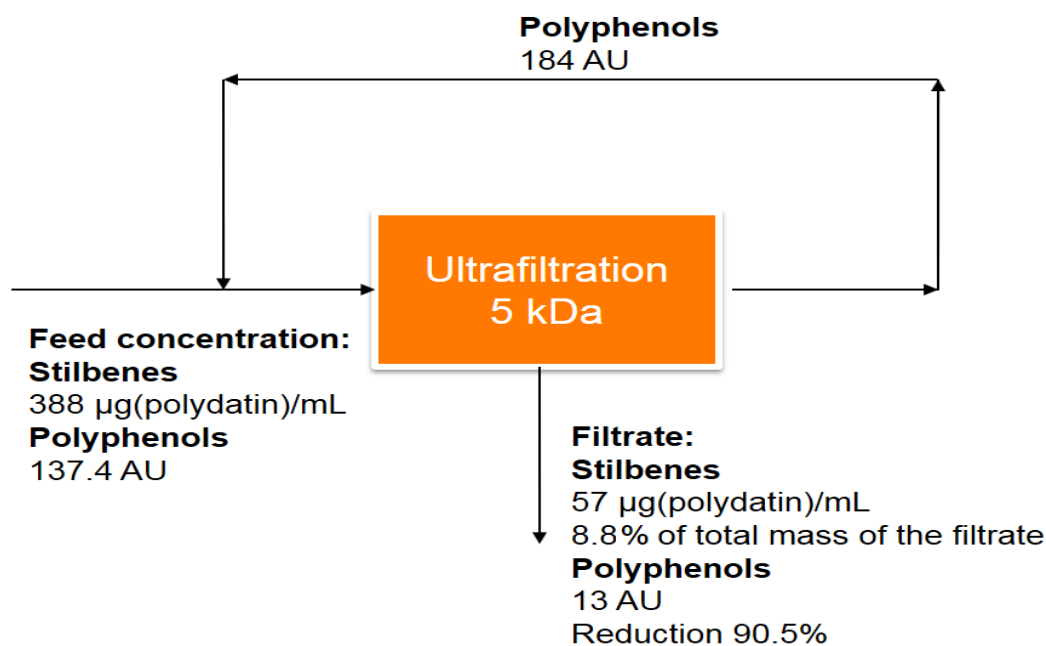 Polyphenols
184 AU
Ultrafiltration
5 kDa
Feed concentration:
Stilbenes
388 µg(polydatin)/mL
Polyphenols
137.4 AU
Filtrate:
Stilbenes
57 µg(polydatin)/mL
8.8% of total mass of the filtrate
Polyphenols
13 AU
Reduction 90.5%